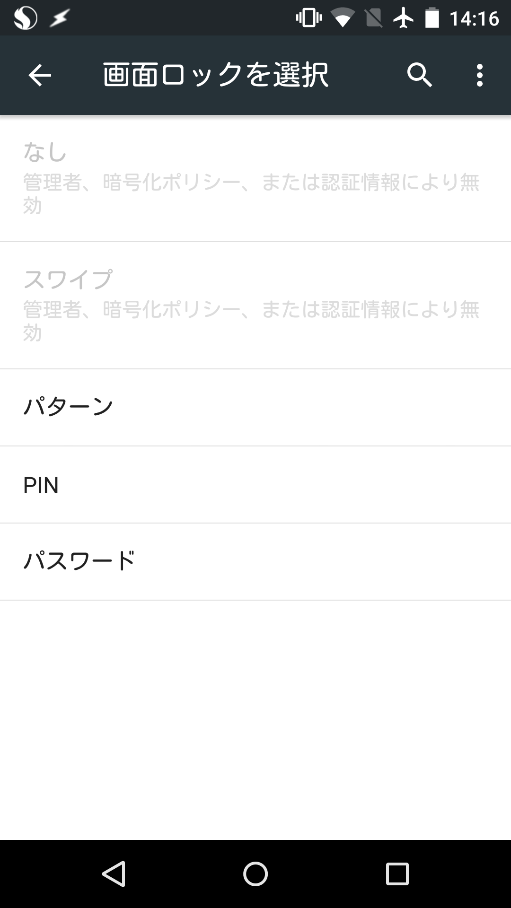 14:16
画面ロックを選択
なし
管理者、暗号化ポリシー、または認証情報により無
効
スワイプ
管理者、暗号化ポリシー、または認証情報により無
効
パターン
PIN
パスワード